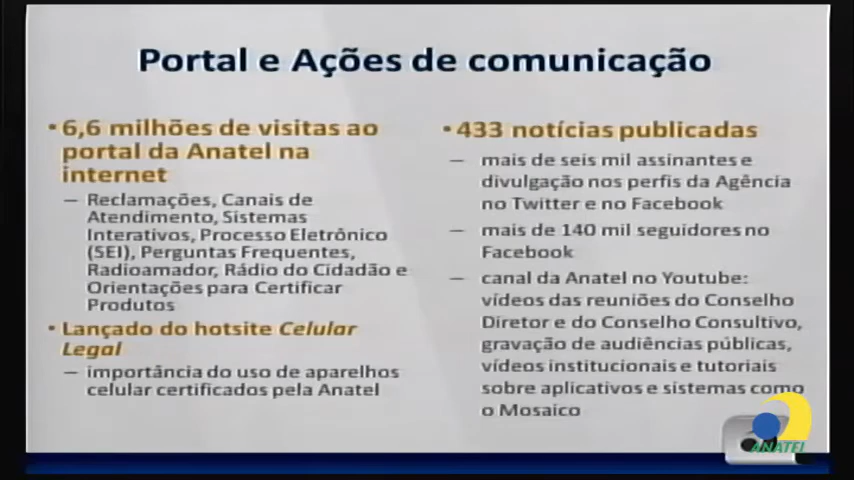 Portal e Ações de comunicação
• 6,6 milhões de visitas ao
portal da Anatel na
internet
– Reclamações, Canais de
Atendimento, Sistemas
Interativos, Processo Eletrônico
(SEI), Perguntas Frequentes,
Radioamador, Rádio do Cidadão e
Orientações para Certificar
Produtos
• Lançado do hotsite Celular
Legal
– importância do uso de aparelhos
celular certificados pela Anatel
• 433 notícias publicadas
– mais de seis mil assinantes e
divulgação nos perfis da Agência
no Twitter e no Facebook
– mais de 140 mil seguidores no
Facebook
– canal da Anatel no Youtube:
vídeos das reuniões do Conselho
Diretor e do Conselho Consultivo,
gravação de audiências públicas,
vídeos institucionais e tutoriais
sobre aplicativos e sistemas como
o Mosaico
ANATEL